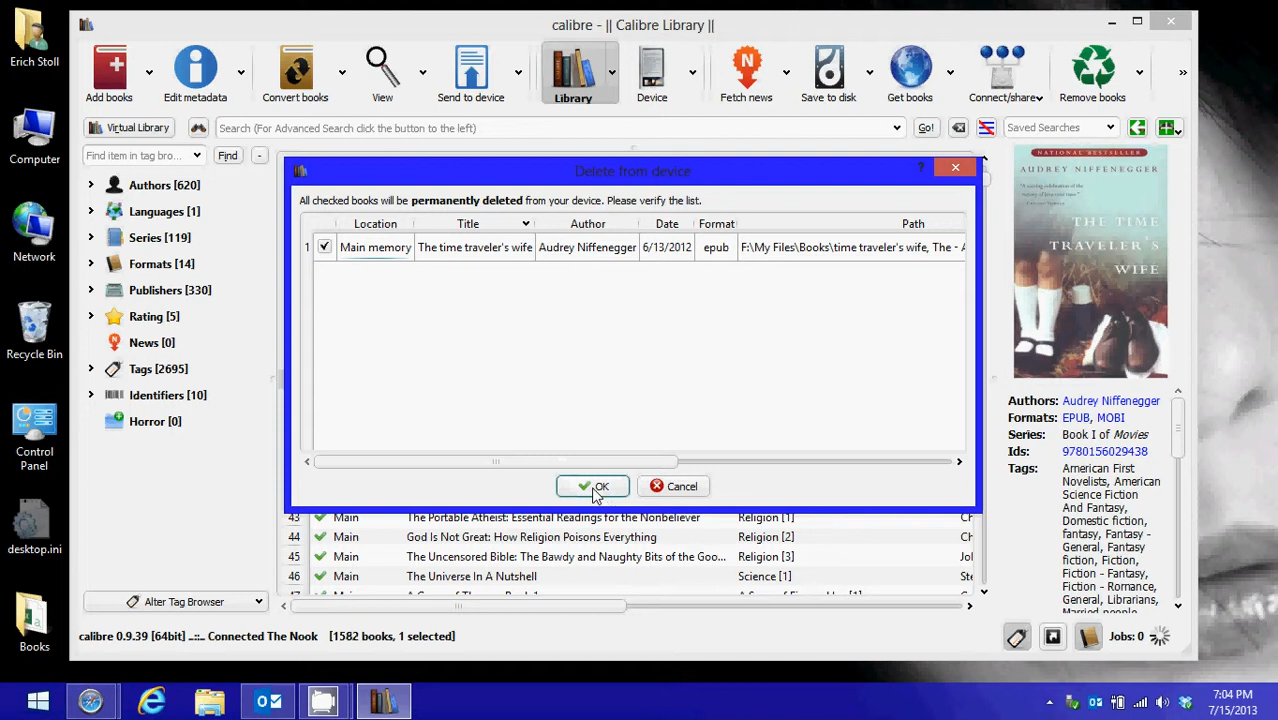 Erich Stoll
Computer
Network
Recycle Bin
Control
Panel
desktop.ini
Books
calibre - || Calibre Library ||
Add books
Edit metadata
Convert books
View
Send to device
Library
Device
Fetch news
Save to disk
Get books
Connect/share
Remove books
Virtual Library
Search (For Advanced Search click the button to the left)
Go!
Saved Searches
Find item in tag bro...
Find
-
Authors [620]
Languages [1]
Series [119]
Formats [14]
Publishers [330]
Rating [5]
News [0]
Tags [2695]
Identifiers [10]
Horror [0]
Alter Tag Browser
Delete from device
?
All checked books will be permanently deleted from your device. Please verify the list.
Location Title Author Date Format Path
1 Main memory The time traveler's wife Audrey Niffenegger 6/13/2012 epub F:\My Files\Books\time traveler's wife, The - A
OK
Cancel
43 Main The Portable Atheist: Essential Readings for the Nonbeliever Religion [1] Ch
44 Main God Is Not Great: How Religion Poisons Everything Religion [2] Ch
45 Main The Uncensored Bible: The Bawdy and Naughty Bits of the Goo... Religion [3] Jol
46 Main The Universe In A Nutshell Science [1] Ste
NATIONAL BESTSELLER
AUDREY NIFFENEGGER
THE TIME
TRAVELER'S
WIFE
Authors: Audrey Niffenegger
Formats: EPUB, MOBI
Series: Book I of Movies
Ids: 9780156029438
Tags: American First
Novelists, American
Science Fiction
And Fantasy,
Domestic fiction,
fantasy, Fantasy -
General, Fantasy
fiction, Fiction,
Fiction - Fantasy,
Fiction - Romance,
General, Librarians,
Married people
calibre 0.9.39 [64bit] ..::.. Connected The Nook [1582 books, 1 selected]
Jobs: 0
7:04 PM
7/15/2013